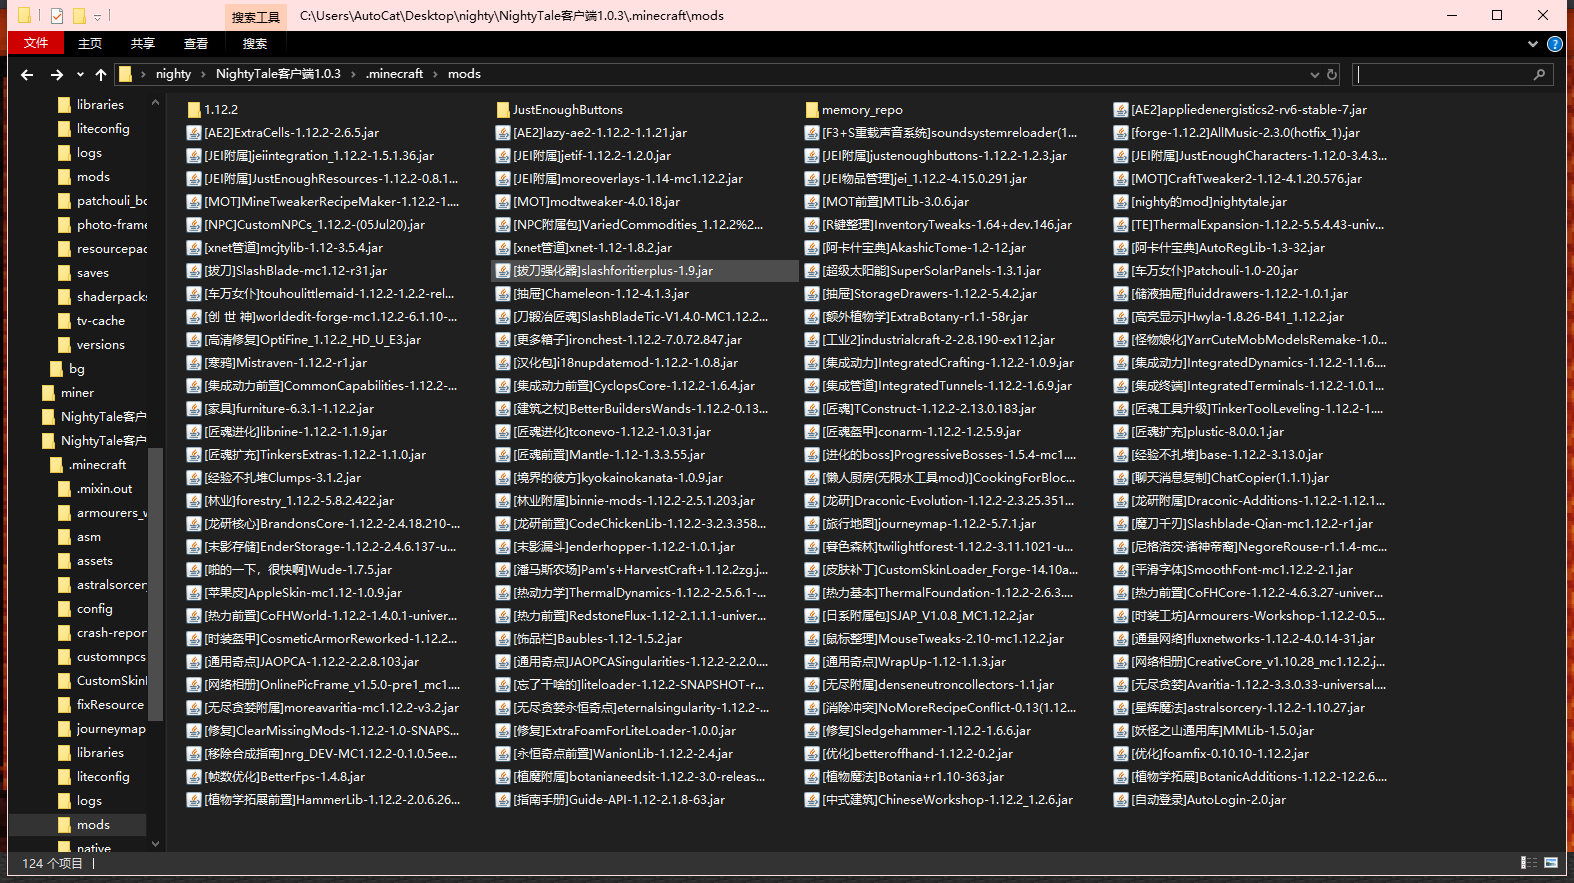 搜索工具
C:\Users\AutoCat\Desktop\nighty\NightyTale客户端1.0.3\.minecraft\mods
文件 主页 共享 查看 搜索
nighty › NightyTale客户端1.0.3 › .minecraft › mods
libraries
liteconfig
logs
mods
patchouli_bo
photo-frame
resourcepac
saves
shaderpacks
tv-cache
versions
bg
miner
NightyTale客户
NightyTale客户
.minecraft
.mixin.out
armourers_w
asm
assets
astralsorcery
config
crash-repor
customnpcs
CustomSkinl
fixResource
journeymap
libraries
liteconfig
logs
mods
native
1.12.2 JustEnoughButtons memory_repo [AE2]appliedenergistics2-rv6-stable-7.jar
[AE2]ExtraCells-1.12.2-2.6.5.jar [AE2]lazy-ae2-1.12.2-1.1.21.jar [F3+S重载声音系统]soundsystemreloader(1... [forge-1.12.2]AllMusic-2.3.0(hotfix_1).jar
[JEI附属]jeiintegration_1.12.2-1.5.1.36.jar [JEI附属]jetif-1.12.2-1.2.0.jar [JEI附属]justenoughbuttons-1.12.2-1.2.3.jar [JEI附属]JustEnoughCharacters-1.12.0-3.4.3...
[JEI附属]JustEnoughResources-1.12.2-0.8.1... [JEI附属]moreoverlays-1.14-mc1.12.2.jar [JEI物品管理]jei_1.12.2-4.15.0.291.jar [MOT]CraftTweaker2-1.12-4.1.20.576.jar
[MOT]MineTweakerRecipeMaker-1.12.2-1.... [MOT]modtweaker-4.0.18.jar [MOT前置]MTLib-3.0.6.jar [nighty的mod]nightytale.jar
[NPC]CustomNPCs_1.12.2-(05Jul20).jar [NPC附属包]VariedCommodities_1.12.2%2... [R键整理]InventoryTweaks-1.64+dev.146.jar [TE]ThermalExpansion-1.12.2-5.5.4.43-univ...
[xnet管道]mcjtylib-1.12-3.5.4.jar [xnet管道]xnet-1.12-1.8.2.jar [阿卡什宝典]AkashicTome-1.2-12.jar [阿卡什宝典]AutoRegLib-1.3-32.jar
[拔刀]SlashBlade-mc1.12-r31.jar [拔刀强化器]slashforitierplus-1.9.jar [超级太阳能]SuperSolarPanels-1.3.1.jar [车万女仆]Patchouli-1.0-20.jar
[车万女仆]touhoulittlemaid-1.12.2-1.2.2-rel... [抽屉]Chameleon-1.12-4.1.3.jar [抽屉]StorageDrawers-1.12.2-5.4.2.jar [储液抽屉]fluiddrawers-1.12.2-1.0.1.jar
[创 世 神]worldedit-forge-mc1.12.2-6.1.10-... [刀锻冶匠魂]SlashBladeTic-V1.4.0-MC1.12.2... [额外植物学]ExtraBotany-r1.1-58r.jar [高亮显示]Hwyla-1.8.26-B41_1.12.2.jar
[高清修复]OptiFine_1.12.2_HD_U_E3.jar [更多箱子]ironchest-1.12.2-7.0.72.847.jar [工业2]industrialcraft-2-2.8.190-ex112.jar [怪物娘化]YarrCuteMobModelsRemake-1.0...
[寒鸦]Mistraven-1.12.2-r1.jar [汉化包]i18nupdatemod-1.12.2-1.0.8.jar [集成动力]IntegratedCrafting-1.12.2-1.0.9.jar [集成动力]IntegratedDynamics-1.12.2-1.1.6....
[集成动力前置]CommonCapabilities-1.12.2-... [集成动力前置]CyclopsCore-1.12.2-1.6.4.jar [集成管道]IntegratedTunnels-1.12.2-1.6.9.jar [集成终端]IntegratedTerminals-1.12.2-1.0.1...
[家具]furniture-6.3.1-1.12.2.jar [建筑之杖]BetterBuildersWands-1.12.2-0.13... [匠魂]TConstruct-1.12.2-2.13.0.183.jar [匠魂工具升级]TinkerToolLeveling-1.12.2-1....
[匠魂进化]libnine-1.12.2-1.1.9.jar [匠魂进化]tconevo-1.12.2-1.0.31.jar [匠魂盔甲]conarm-1.12.2-1.2.5.9.jar [匠魂扩充]plustic-8.0.0.1.jar
[匠魂扩充]TinkersExtras-1.12.2-1.1.0.jar [匠魂前置]Mantle-1.12-1.3.3.55.jar [进化的boss]ProgressiveBosses-1.5.4-mc1.... [经验不扎堆]base-1.12.2-3.13.0.jar
[经验不扎堆Clumps-3.1.2.jar [境界的彼方]kyokainokanata-1.0.9.jar [懒人厨房(无限水工具mod)]CookingForBloc... [聊天消息复制]ChatCopier(1.1.1).jar
[林业]forestry_1.12.2-5.8.2.422.jar [林业附属]binnie-mods-1.12.2-2.5.1.203.jar [龙研]Draconic-Evolution-1.12.2-2.3.25.351... [龙研附属]Draconic-Additions-1.12.2-1.12.1...
[龙研核心]BrandonsCore-1.12.2-2.4.18.210-... [龙研前置]CodeChickenLib-1.12.2-3.2.3.358... [旅行地图]journeymap-1.12.2-5.7.1.jar [魔刀千刃]Slashblade-Qian-mc1.12.2-r1.jar
[末影存储]EnderStorage-1.12.2-2.4.6.137-u... [末影漏斗]enderhopper-1.12.2-1.0.1.jar [暮色森林]twilightforest-1.12.2-3.11.1021-u... [尼格洛茨·诸神帝裔]NegoreRouse-r1.1.4-mc...
[啪的一下，很快啊]Wude-1.7.5.jar [潘马斯农场]Pam's+HarvestCraft+1.12.2zg.j... [皮肤补丁]CustomSkinLoader_Forge-14.10a... [平滑字体]SmoothFont-mc1.12.2-2.1.jar
[苹果皮]AppleSkin-mc1.12-1.0.9.jar [热动力学]ThermalDynamics-1.12.2-2.5.6.1-... [热力基本]ThermalFoundation-1.12.2-2.6.3.... [热力前置]CoFHCore-1.12.2-4.6.3.27-univer...
[热力前置]CoFHWorld-1.12.2-1.4.0.1-univer... [热力前置]RedstoneFlux-1.12-2.1.1.1-univer... [日系附属包]SJAP_V1.0.8_MC1.12.2.jar [时装工坊]Armourers-Workshop-1.12.2-0.5...
[时装盔甲]CosmeticArmorReworked-1.12.2... [饰品栏]Baubles-1.12-1.5.2.jar [鼠标整理]MouseTweaks-2.10-mc1.12.2.jar [通量网络]fluxnetworks-1.12.2-4.0.14-31.jar
[通用奇点]JAOPCA-1.12.2-2.2.8.103.jar [通用奇点]JAOPCASingularities-1.12.2-2.2.0.... [通用奇点]WrapUp-1.12-1.1.3.jar [网络相册]CreativeCore_v1.10.28_mc1.12.2.j...
[网络相册]OnlinePicFrame_v1.5.0-pre1_mc1.... [忘了干啥的]liteloader-1.12.2-SNAPSHOT-r... [无尽附属]denseneutroncollectors-1.1.jar [无尽贪婪]Avaritia-1.12.2-3.3.0.33-universal....
[无尽贪婪附属]moreavaritia-mc1.12.2-v3.2.jar [无尽贪婪永恒奇点]eternalsingularity-1.12.2-... [消除冲突]NoMoreRecipeConflict-0.13(1.12... [星辉魔法]astralsorcery-1.12.2-1.10.27.jar
[修复]ClearMissingMods-1.12.2-1.0-SNAPS... [修复]ExtraFoamForLiteLoader-1.0.0.jar [修复]Sledgehammer-1.12.2-1.6.6.jar [妖怪之山通用库]MMLib-1.5.0.jar
[移除合成指南]nrg_DEV-MC1.12.2-0.1.0.5ee... [永恒奇点前置]WanionLib-1.12.2-2.4.jar [优化]betteroffhand-1.12.2-0.2.jar [优化]foamfix-0.10.10-1.12.2.jar
[帧数优化]BetterFps-1.4.8.jar [植魔附属]botanianeedsit-1.12.2-3.0-releas... [植物魔法]Botania+r1.10-363.jar [植物学拓展]BotanicAdditions-1.12.2-12.2.6....
[植物学拓展前置]HammerLib-1.12.2-2.0.6.26... [指南手册]Guide-API-1.12-2.1.8-63.jar [中式建筑]ChineseWorkshop-1.12.2_1.2.6.jar [自动登录]AutoLogin-2.0.jar
124 个项目